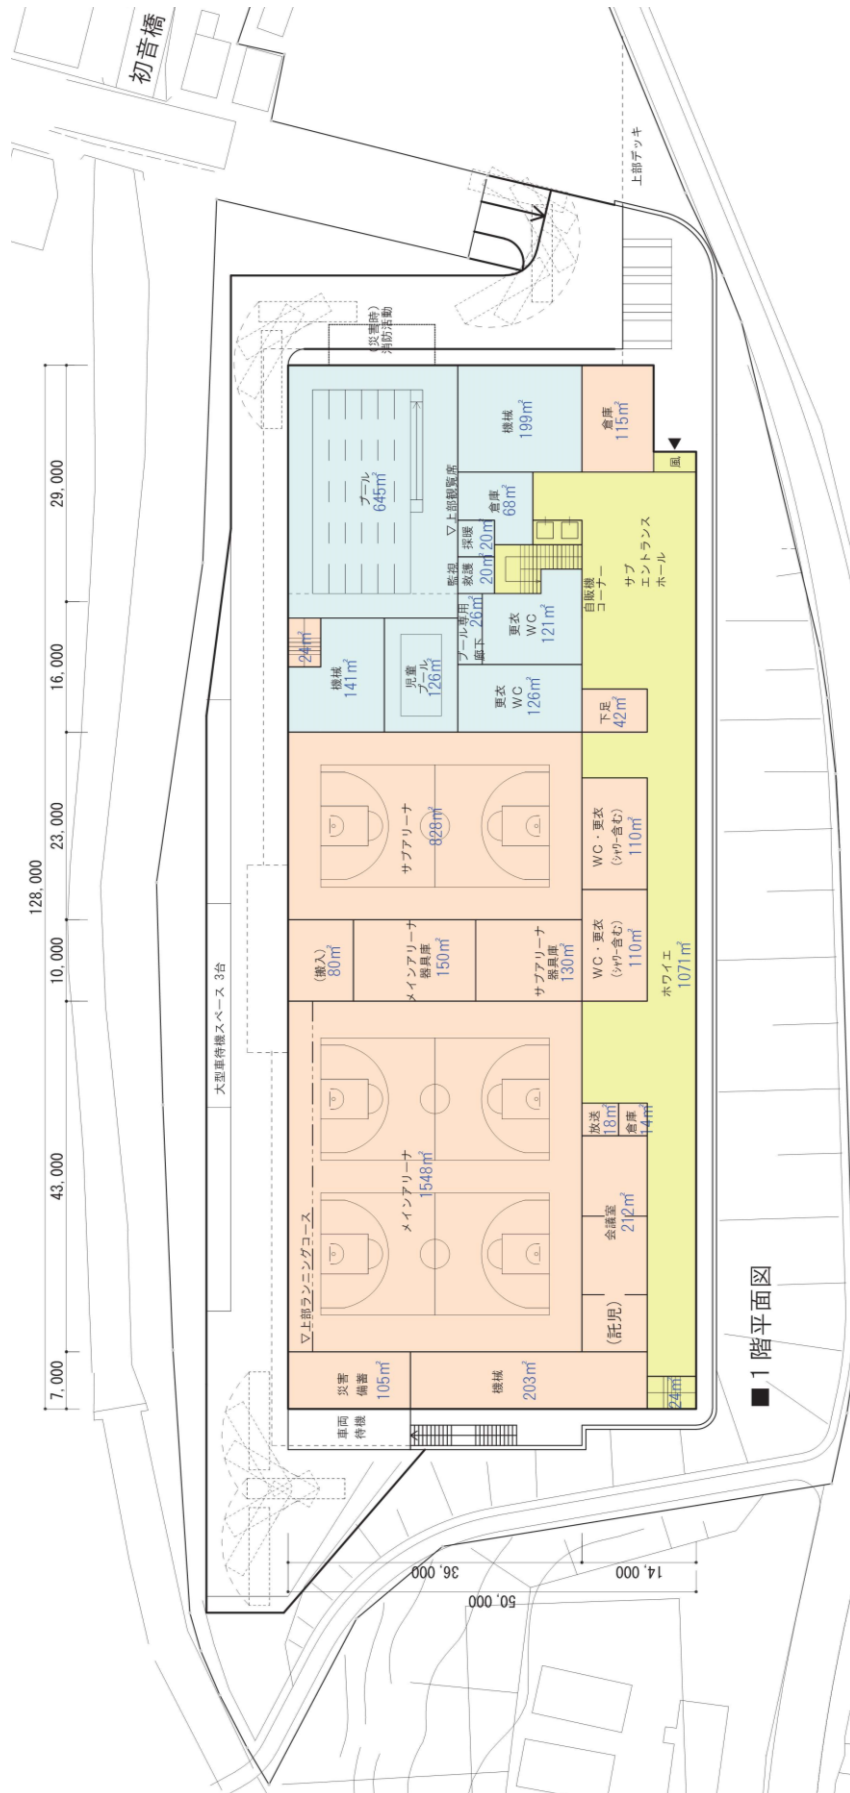 初音橋
上部デッキ
(災害時)
消防活動
プール
645㎡
▽上部観覧席
機械
199㎡
倉庫
115㎡
風
倉庫
68㎡
採暖
20㎡
監視
救護
20㎡
プール専用
廊下
26㎡
更衣
WC
121㎡
自販機
コーナー
サブ
エントランス
ホール
24㎡
機械
141㎡
児童
プール
126㎡
更衣
WC
126㎡
下足
42㎡
サブアリーナ
828㎡
WC・更衣
(シャワー含む)
110㎡
(搬入)
80㎡
メインアリーナ
器具庫
150㎡
サブアリーナ
器具庫
130㎡
WC・更衣
(シャワー含む)
110㎡
ホワイエ
1071㎡
大型車待機スペース 3台
メインアリーナ
1548㎡
▽上部ランニングコース
放送
18㎡
倉庫
14㎡
会議室
212㎡
(託児)
災害
備蓄
105㎡
機械
203㎡
24㎡
車両
待機
29,000
16,000
23,000
10,000
43,000
7,000
128,000
36,000
14,000
50,000
■1階平面図